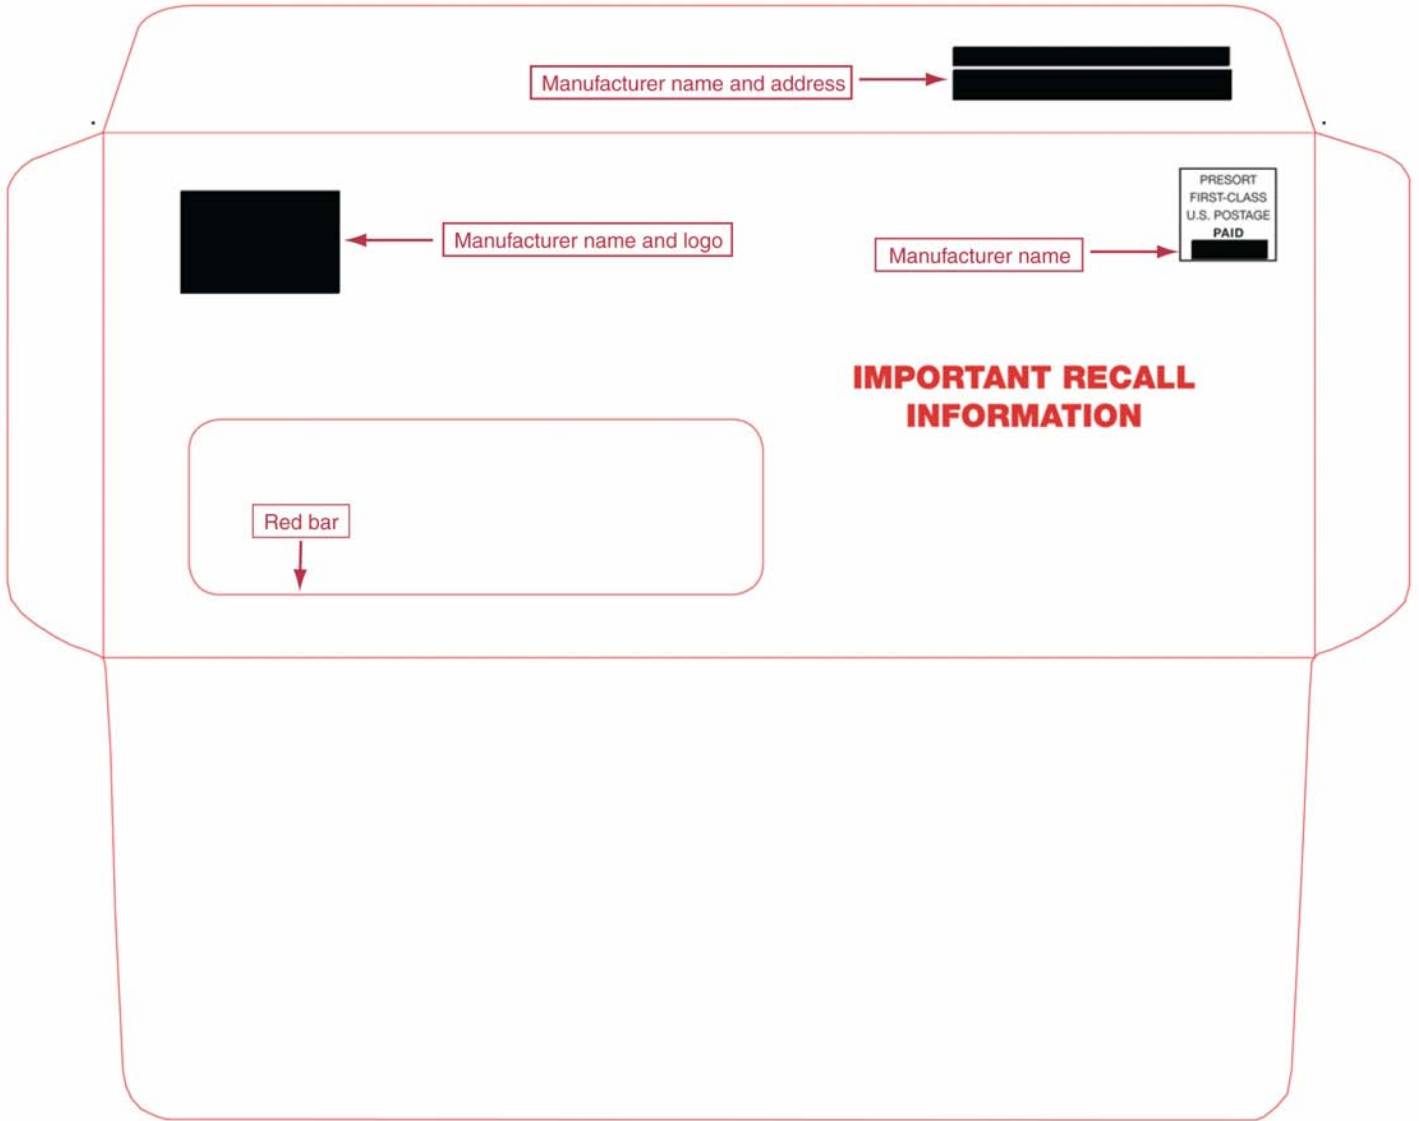 Manufacturer name and address
PRESORT
FIRST-CLASS
U.S. POSTAGE
PAID
Manufacturer name and logo
Manufacturer name
IMPORTANT RECALL
INFORMATION
Red bar